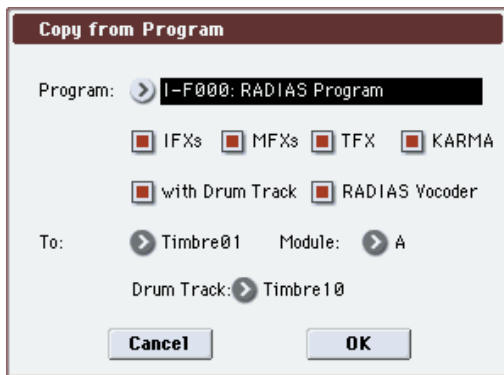 Copy from Program
Program: I-F000: RADIAS Program
IFXs MFXs TFX KARMA
with Drum Track RADIAS Vocoder
To: Timbre01 Module: A
Drum Track: Timbre10
Cancel OK